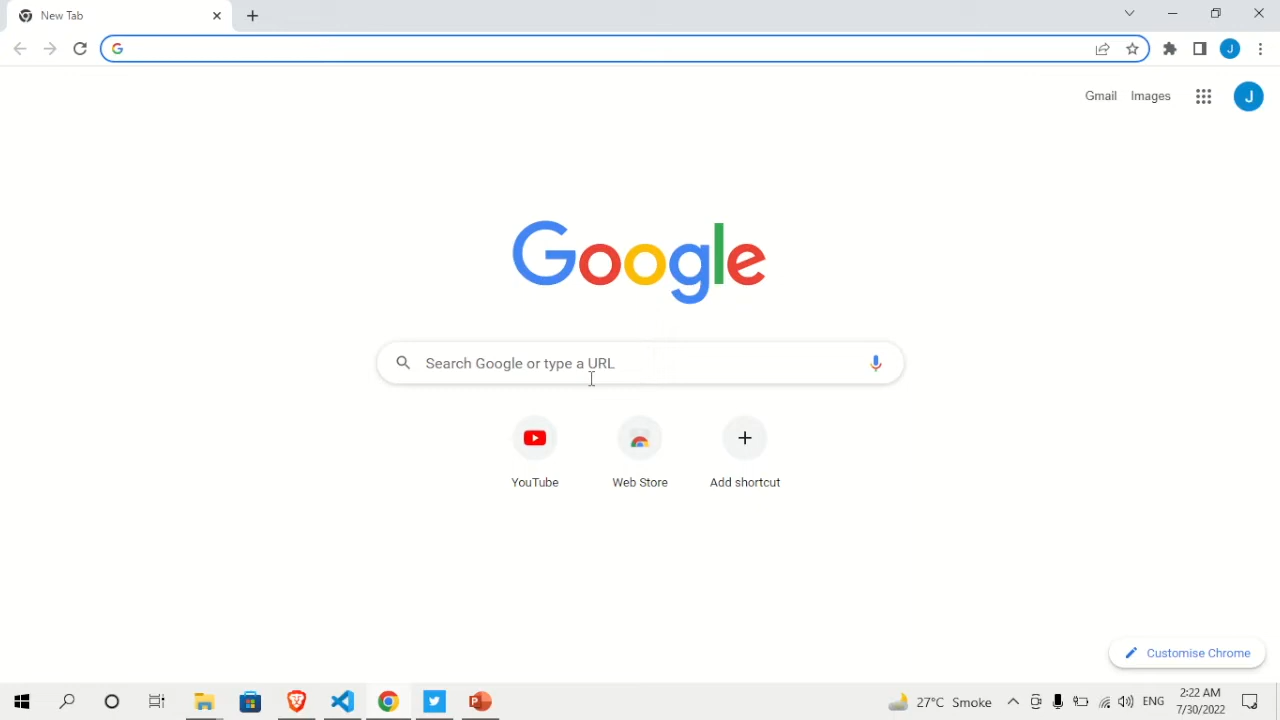 New Tab
Gmail Images
J
Google
Search Google or type a URL
YouTube Web Store Add shortcut
Customise Chrome
27°C Smoke ENG 2:22 AM
7/30/2022